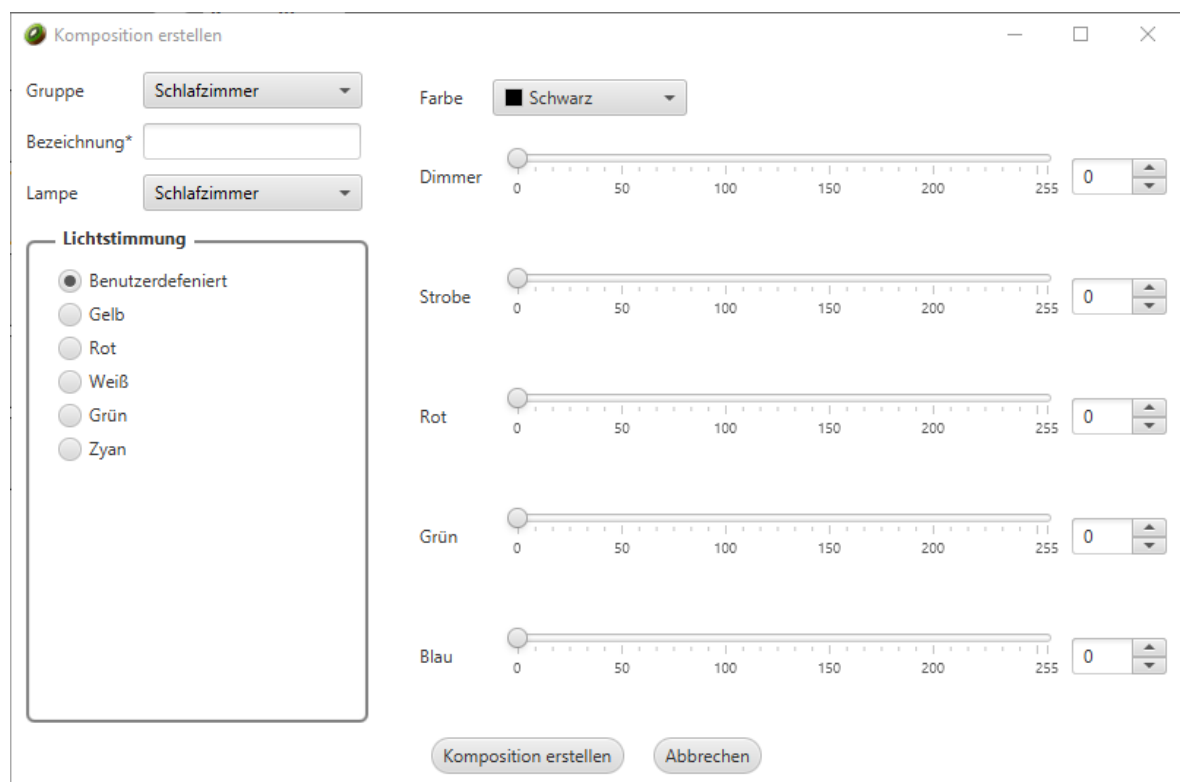 Komposition erstellen
Gruppe Schlafzimmer
Bezeichnung*
Lampe Schlafzimmer
Lichtstimmung
Benutzerdefeniert
Gelb
Rot
Weiß
Grün
Zyan
Farbe Schwarz
Dimmer 0
0 50 100 150 200 255
Strobe 0
0 50 100 150 200 255
Rot 0
0 50 100 150 200 255
Grün 0
0 50 100 150 200 255
Blau 0
0 50 100 150 200 255
Komposition erstellen Abbrechen